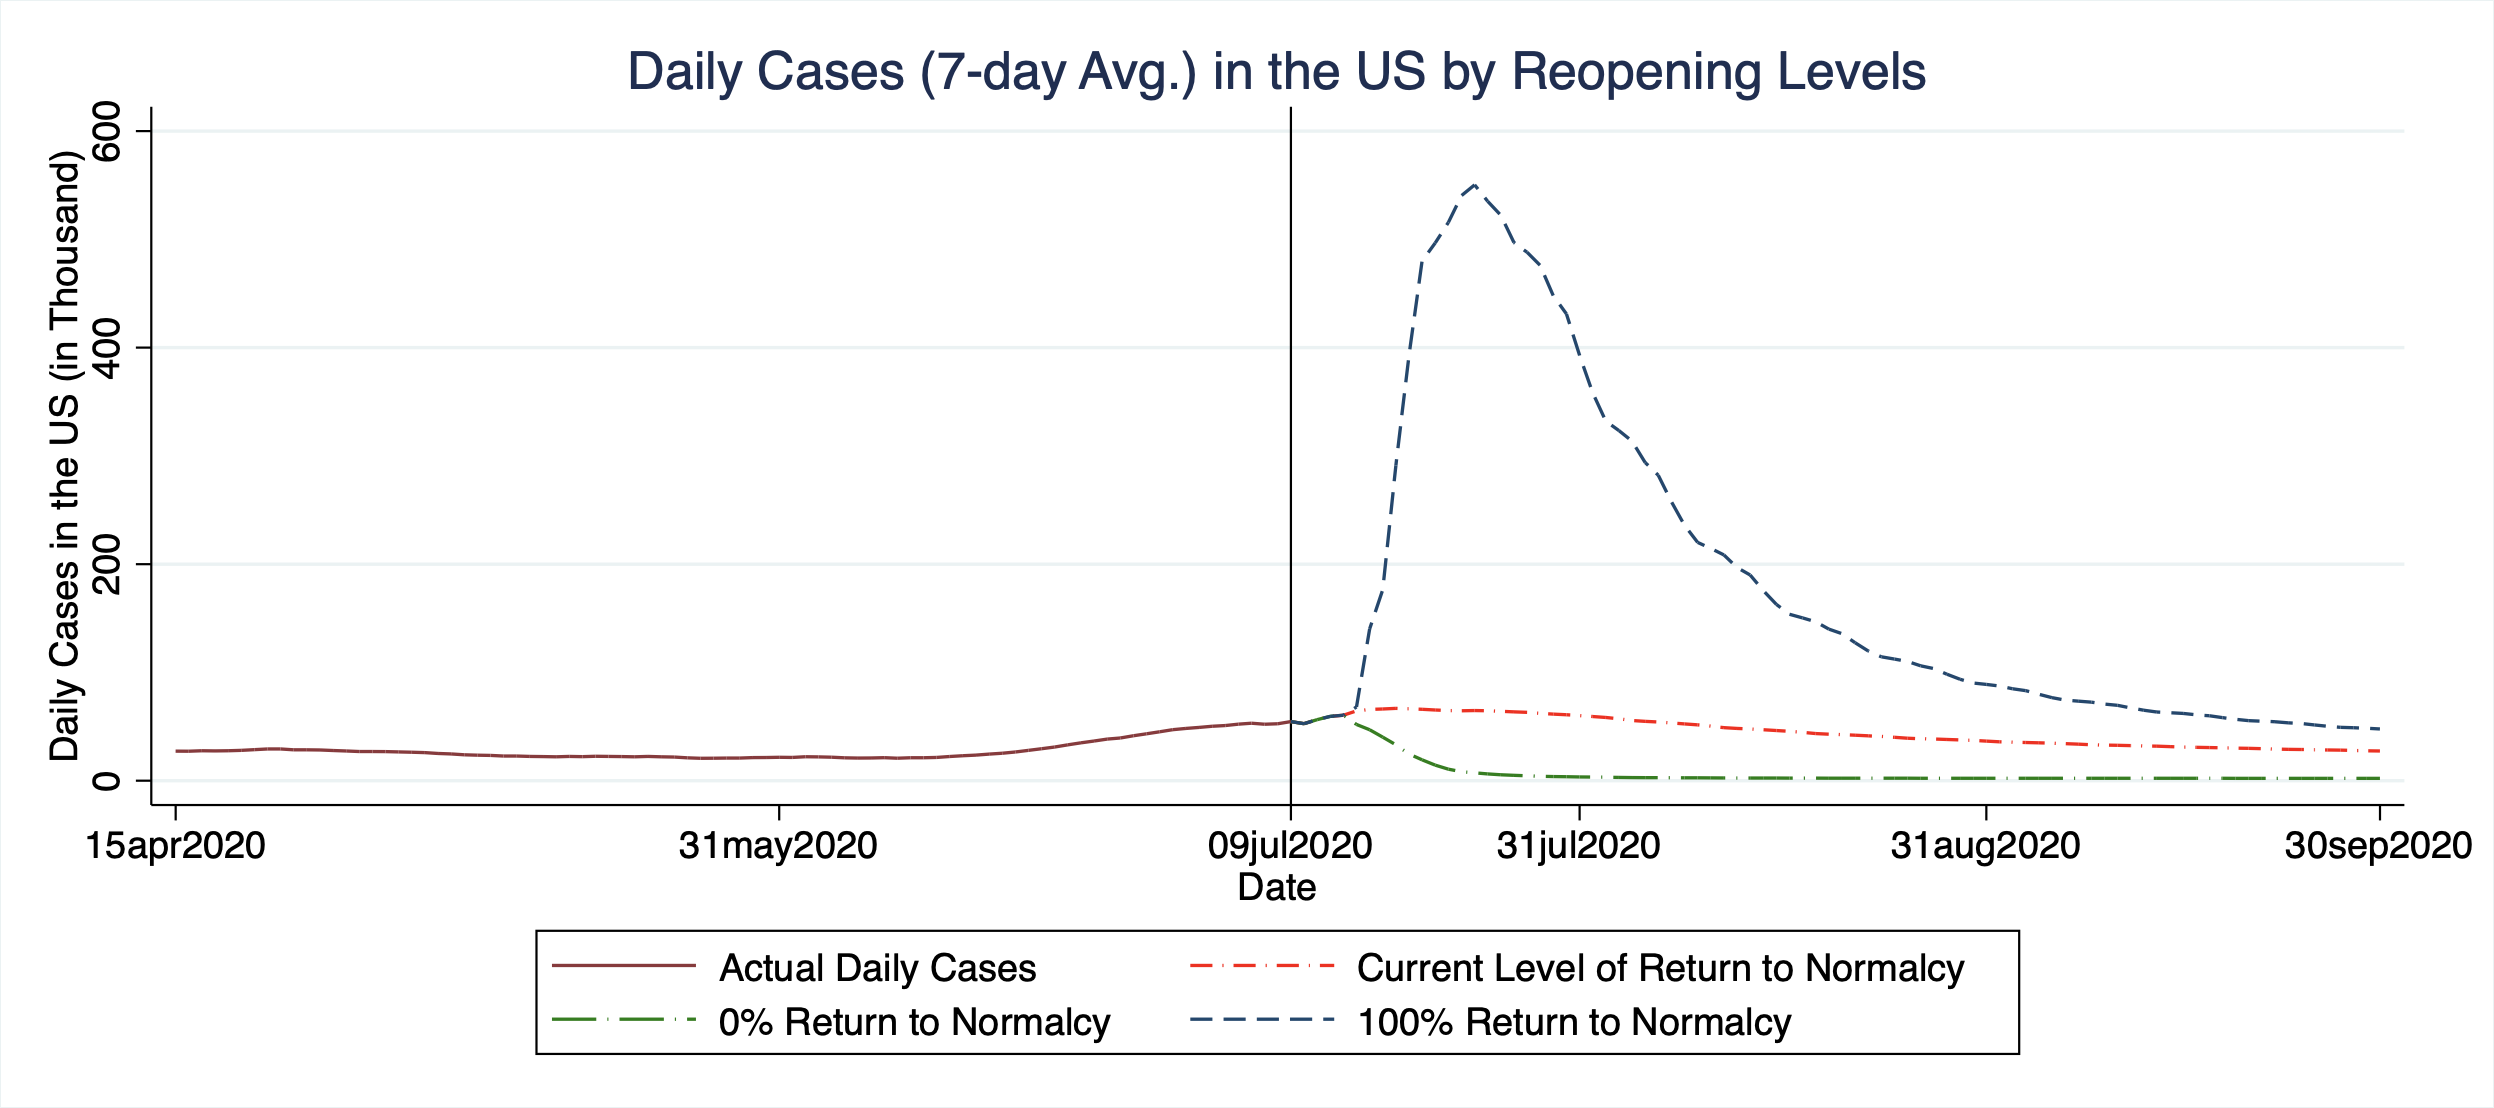 Daily Cases (7-day Avg.) in the US by Reopening Levels
Daily Cases in the US (in Thousand)
600
400
200
0
15apr2020 31may2020 09jul2020 31jul2020 31aug2020 30sep2020
Date
Actual Daily Cases Current Level of Return to Normalcy
0% Return to Normalcy 100% Return to Normalcy